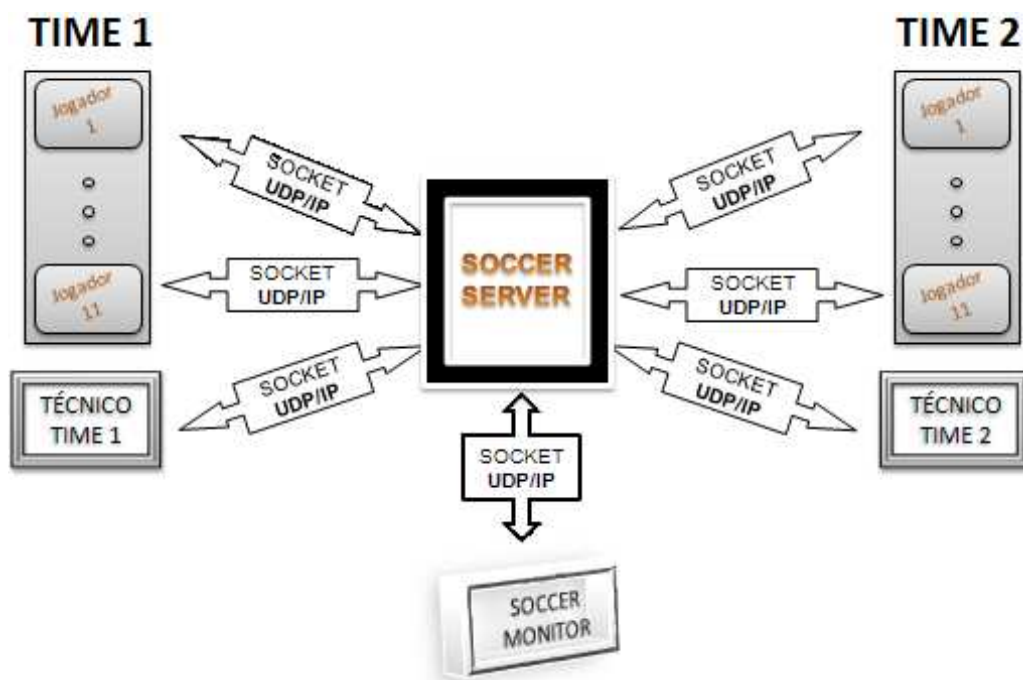 TIME 1
TIME 2
Jogador
1
Jogador
1
SOCKET
UDP/IP
SOCKET
UDP/IP
SOCCER
SERVER
SOCKET
UDP/IP
SOCKET
UDP/IP
Jogador
11
Jogador
11
SOCKET
UDP/IP
SOCKET
UDP/IP
TÉCNICO
TIME 1
TÉCNICO
TIME 2
SOCKET
UDP/IP
SOCCER
MONITOR